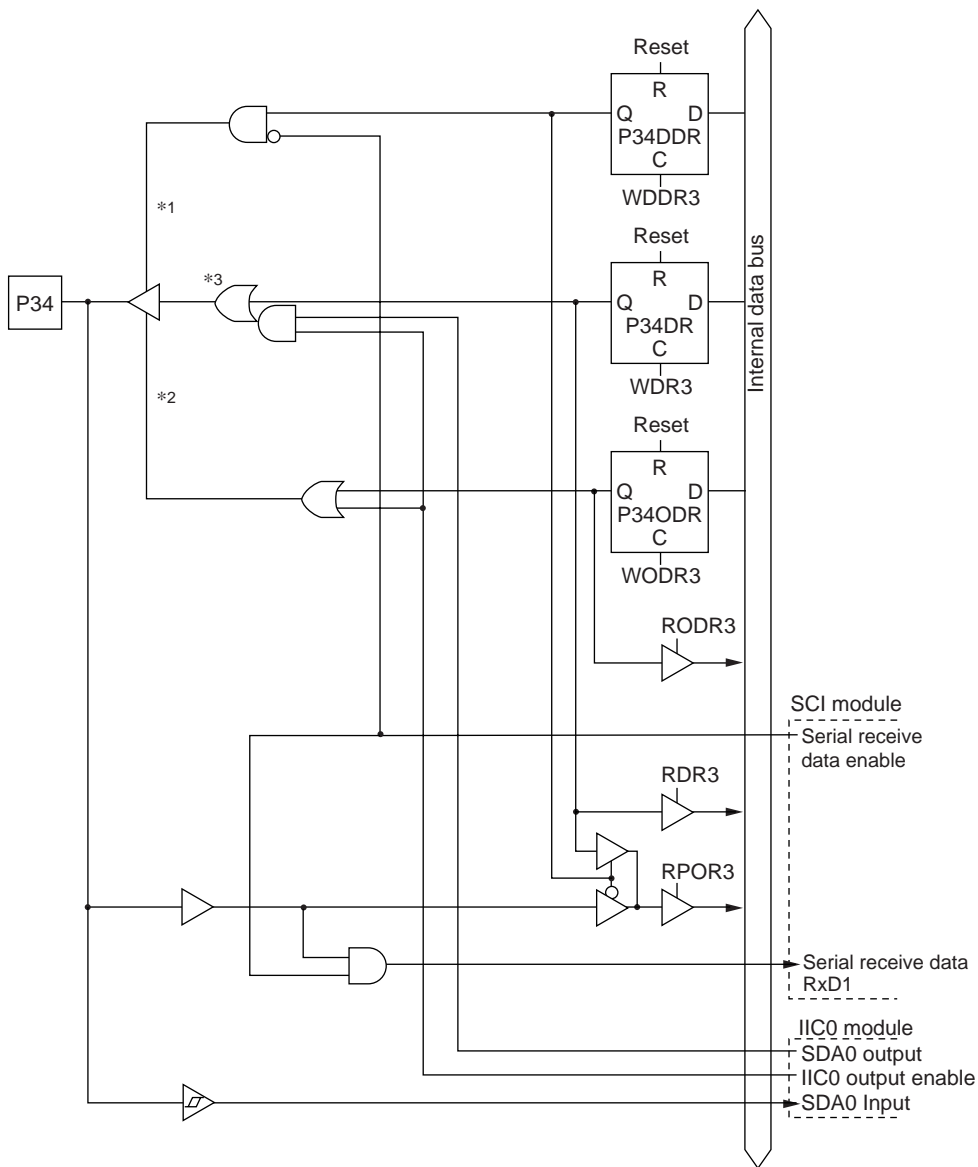 Reset
R
Q D
P34DDR
C
WDDR3
*1
Reset
R
P34
*3
Q D
P34DR
C
WDR3
Internal data bus
*2
Reset
R
Q D
P34ODR
C
WODR3
RODR3
SCI module
Serial receive
data enable
RDR3
RPOR3
Serial receive data
RxD1
IIC0 module
SDA0 output
IIC0 output enable
SDA0 Input